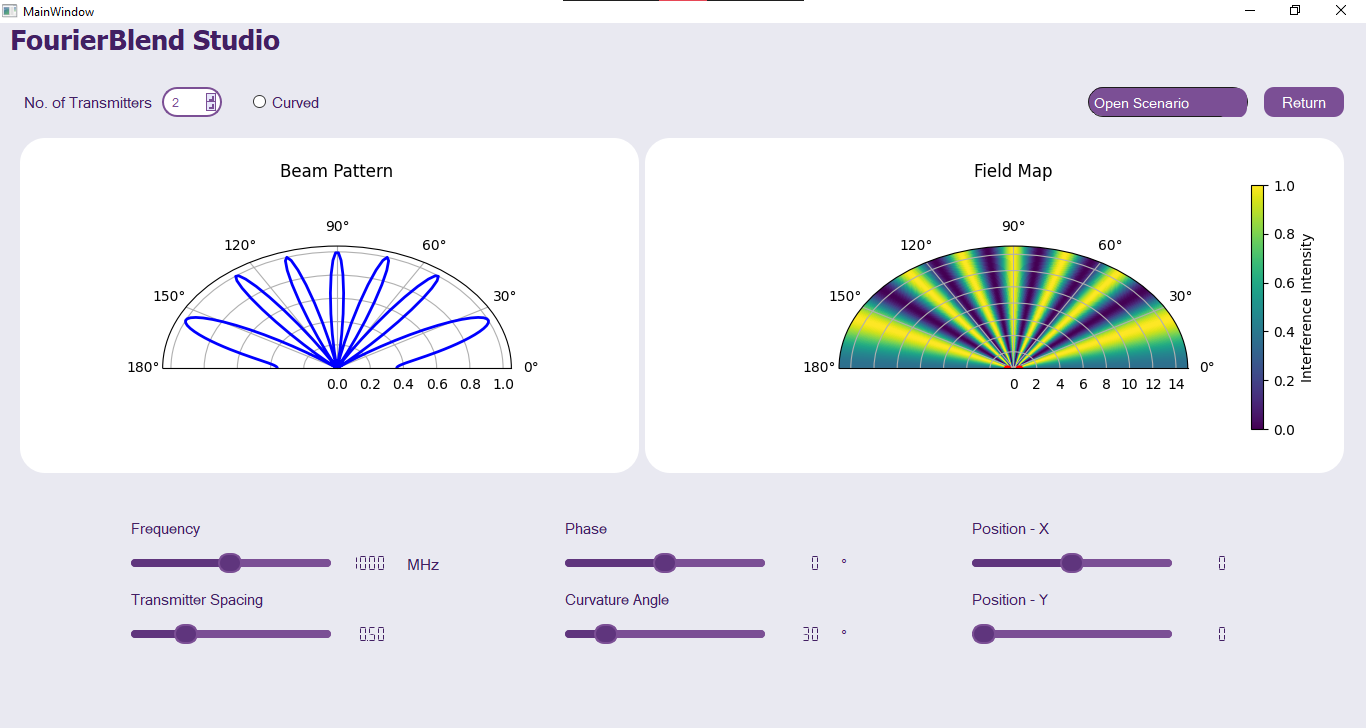 MainWindow
FourierBlend Studio
No. of Transmitters 2 Curved Open Scenario Return
Beam Pattern
90°
120° 60°
150° 30°
180° 0°
0.0 0.2 0.4 0.6 0.8 1.0
Field Map
90°
120° 60°
150° 30°
180° 0°
0 2 4 6 8 10 12 14
1.0
0.8
0.6
0.4
0.2
0.0
Interference Intensity
Frequency
1000 MHz
Transmitter Spacing
0.50
Phase
0 °
Curvature Angle
30 °
Position - X
0
Position - Y
0